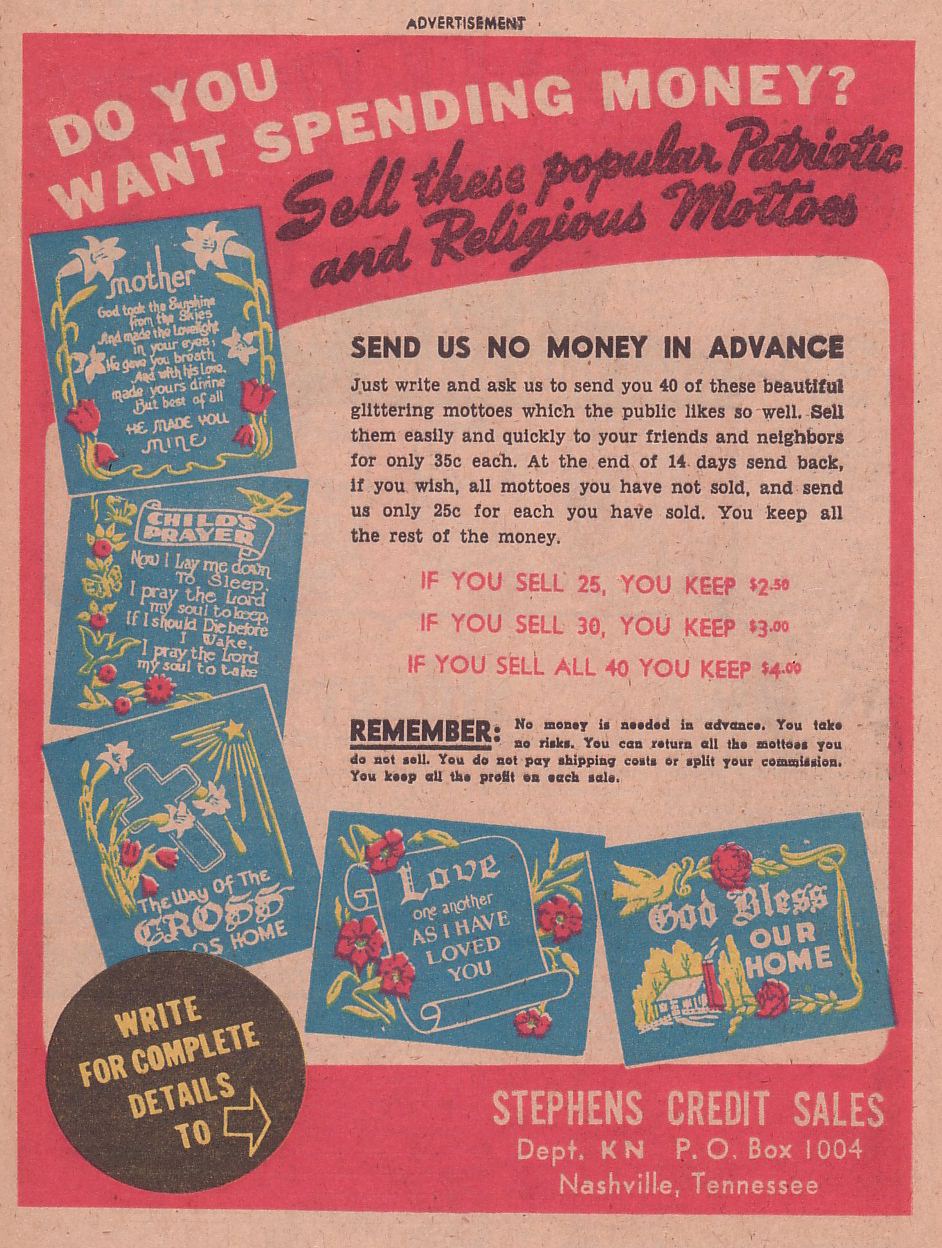 ADVERTISEMENT
DO YOU
WANT SPENDING MONEY?
Sell these popular Patriotic
and Religious Mottoes
mother
God took the Sunshine
from the Skies
And made the Lovelight
in your eyes;
He gave you breath
And with his Love,
made yours divine
But best of all
HE MADE YOU
MINE
SEND US NO MONEY IN ADVANCE
Just write and ask us to send you 40 of these beautiful
glittering mottoes which the public likes so well. Sell
them easily and quickly to your friends and neighbors
for only 35c each. At the end of 14 days send back,
if you wish, all mottoes you have not sold, and send
us only 25c for each you have sold. You keep all
the rest of the money.
IF YOU SELL 25, YOU KEEP $2.50
IF YOU SELL 30, YOU KEEP $3.00
IF YOU SELL ALL 40 YOU KEEP $4.00
CHILD'S
PRAYER
Now I Lay me down
To Sleep,
I pray the Lord
my soul to keep,
If I should Die before
I Wake,
I pray the Lord
my soul to take
REMEMBER: No money is needed in advance. You take
no risks. You can return all the mottoes you
do not sell. You do not pay shipping costs or split your commission.
You keep all the profit on each sale.
The Way Of The
CROSS
DS HOME
Love
one another
AS I HAVE
LOVED
YOU
God Bless
OUR
HOME
WRITE
FOR COMPLETE
DETAILS
TO
STEPHENS CREDIT SALES
Dept. KN P. O. Box 1004
Nashville, Tennessee